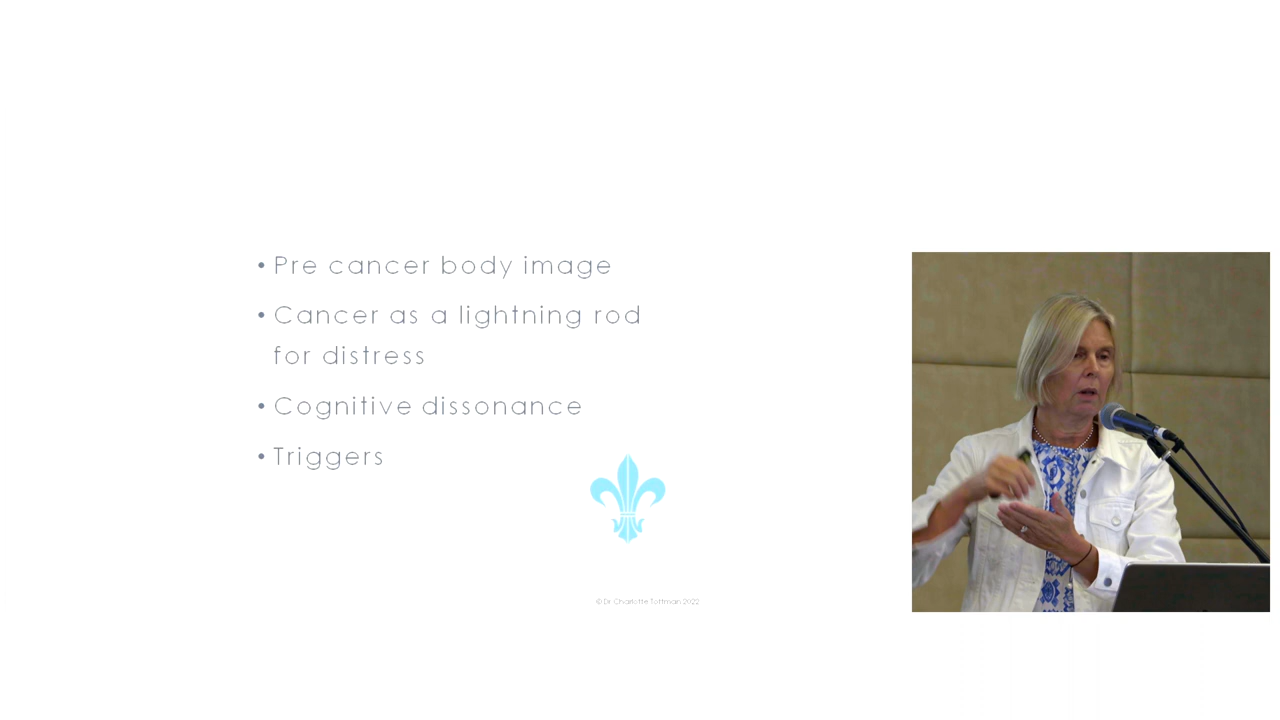 • Pre cancer body image
• Cancer as a lightning rod
for distress
• Cognitive dissonance
• Triggers
© Dr Charlotte Tottman 2022